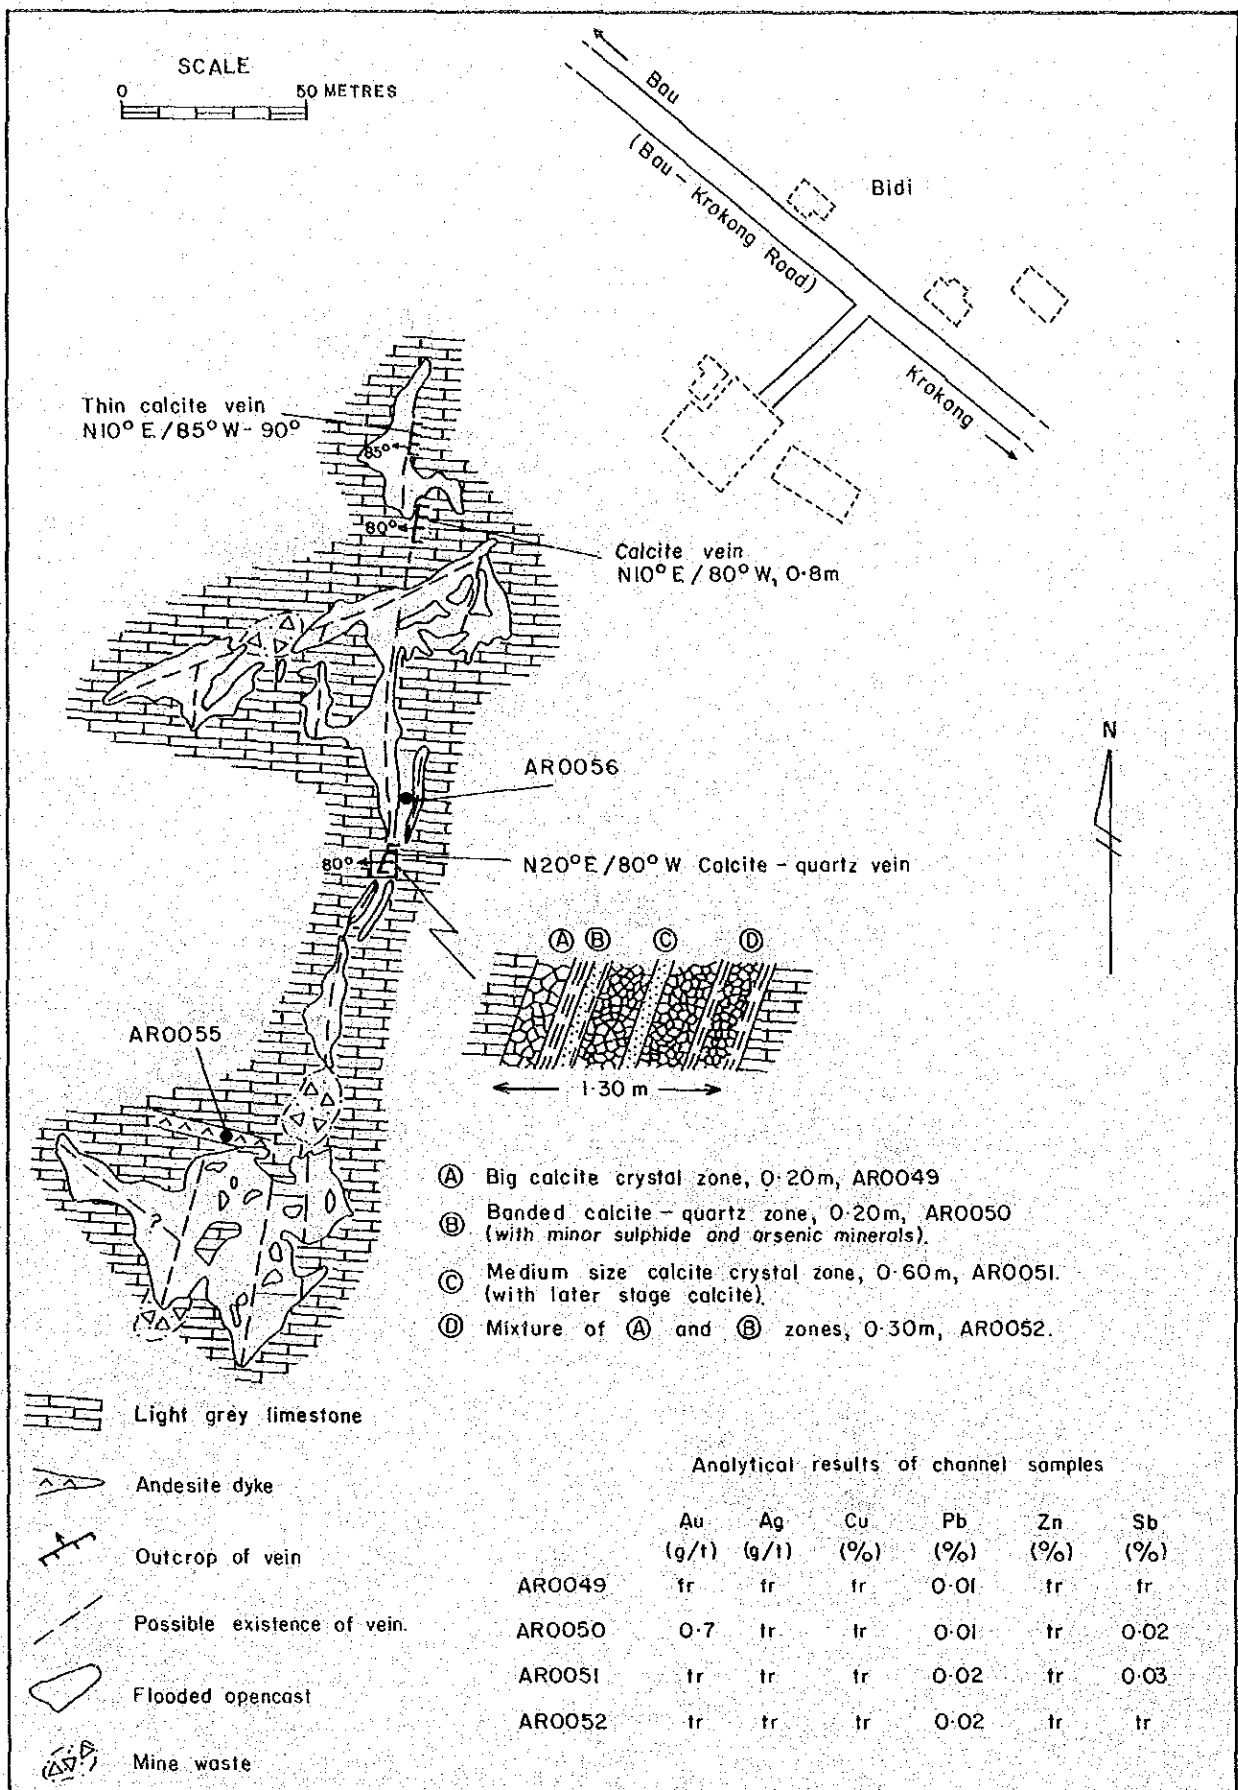 SCALE
0 50 METRES
Bau
(Bau - Krokong Road)
Bidi
Krokong
Thin calcite vein
N10° E / 85° W - 90°
85°
80°
Calcite vein
N10° E / 80° W, 0·8m
N
AR0056
80°
N20° E / 80° W Calcite - quartz vein
A B C D
1·30 m
AR0055
?
A Big calcite crystal zone, 0·20m, AR0049
B Banded calcite - quartz zone, 0·20m, AR0050
(with minor sulphide and arsenic minerals).
C Medium size calcite crystal zone, 0·60m, AR0051.
(with later stage calcite).
D Mixture of A and B zones, 0·30m, AR0052.
Light grey limestone
Andesite dyke
Outcrop of vein
Possible existence of vein.
Flooded opencast
Mine waste
Analytical results of channel samples
Au Ag Cu Pb Zn Sb
(g/t) (g/t) (%) (%) (%) (%)
AR0049 tr tr tr 0·01 tr tr
AR0050 0·7 tr tr 0·01 tr 0·02
AR0051 tr tr tr 0·02 tr 0·03
AR0052 tr tr tr 0·02 tr tr